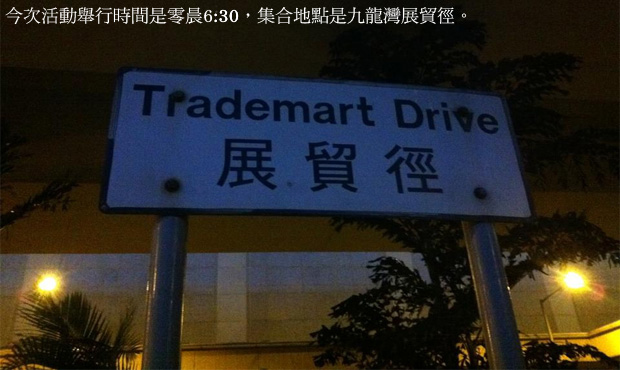 今次活動舉行時間是零晨6:30，集合地點是九龍灣展貿徑。
Trademart Drive
展貿徑